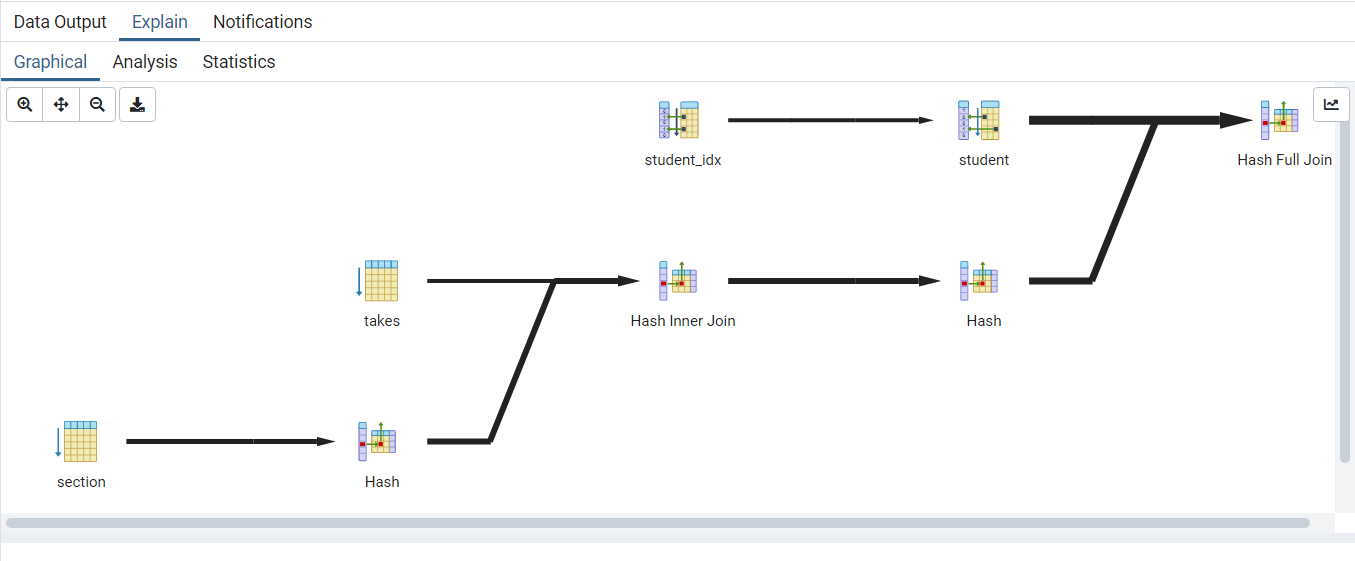 Data Output Explain Notifications
Graphical Analysis Statistics
student_idx student Hash Full Join
takes Hash Inner Join Hash
section Hash